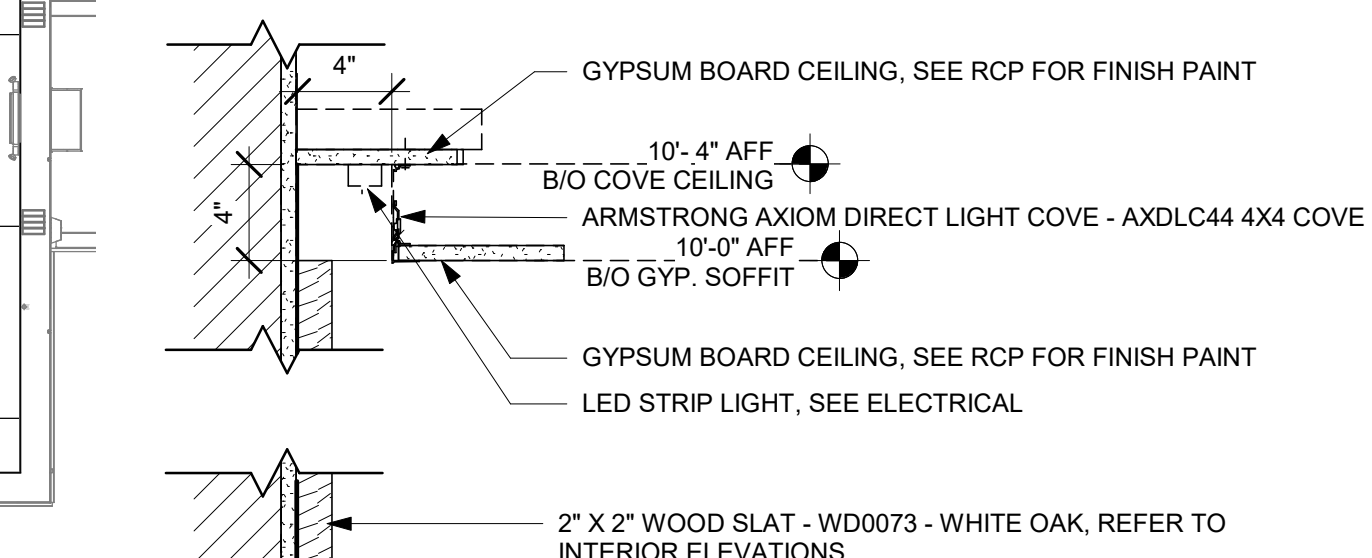 4"
GYPSUM BOARD CEILING, SEE RCP FOR FINISH PAINT
10'- 4" AFF
B/O COVE CEILING
4"
ARMSTRONG AXIOM DIRECT LIGHT COVE - AXDLC44 4X4 COVE
10'-0" AFF
B/O GYP. SOFFIT
GYPSUM BOARD CEILING, SEE RCP FOR FINISH PAINT
LED STRIP LIGHT, SEE ELECTRICAL
2" X 2" WOOD SLAT - WD0073 - WHITE OAK, REFER TO
INTERIOR ELEVATIONS